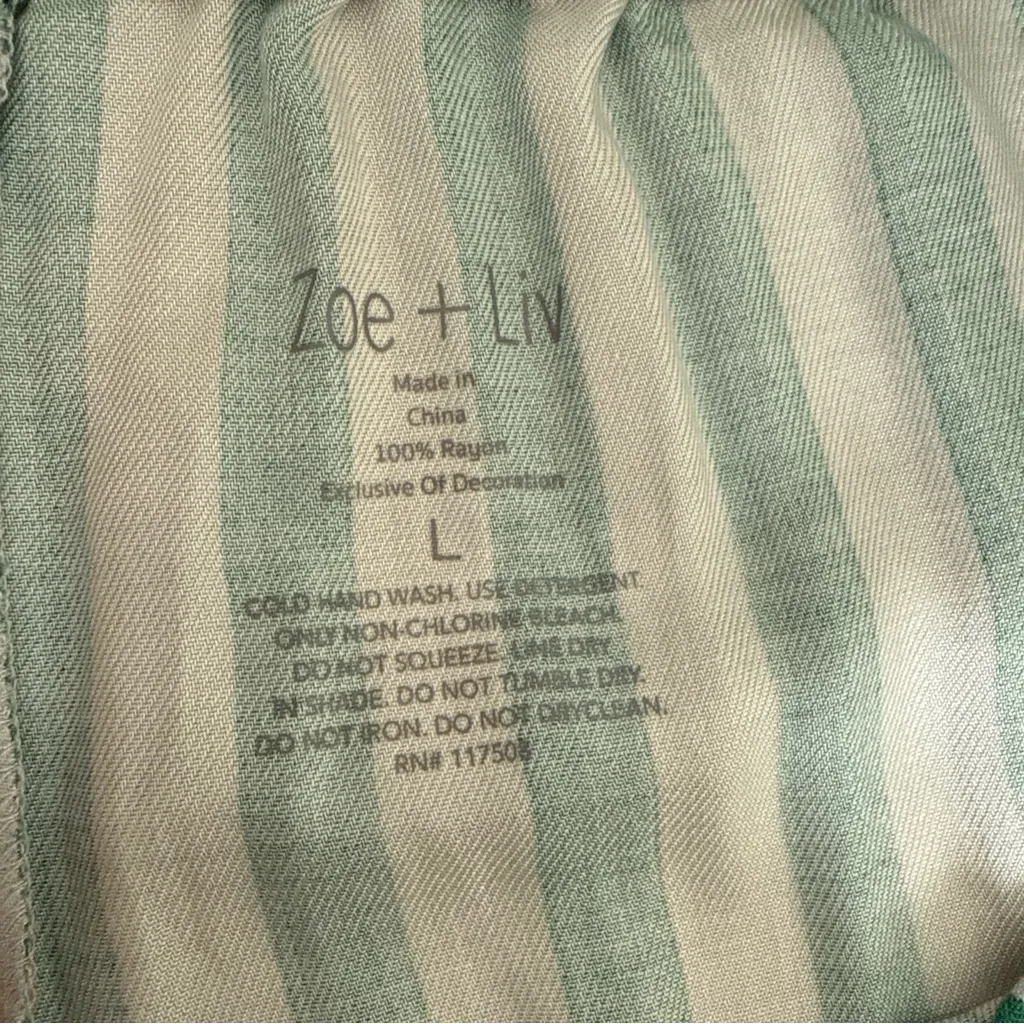 Zoe + Liv
Made in
China
100% Rayon
Exclusive Of Decoration
L
COLD HAND WASH. USE DETERGENT
ONLY NON-CHLORINE BLEACH.
DO NOT SQUEEZE. LINE DRY
IN SHADE. DO NOT TUMBLE DRY.
DO NOT IRON. DO NOT DRYCLEAN.
RN#